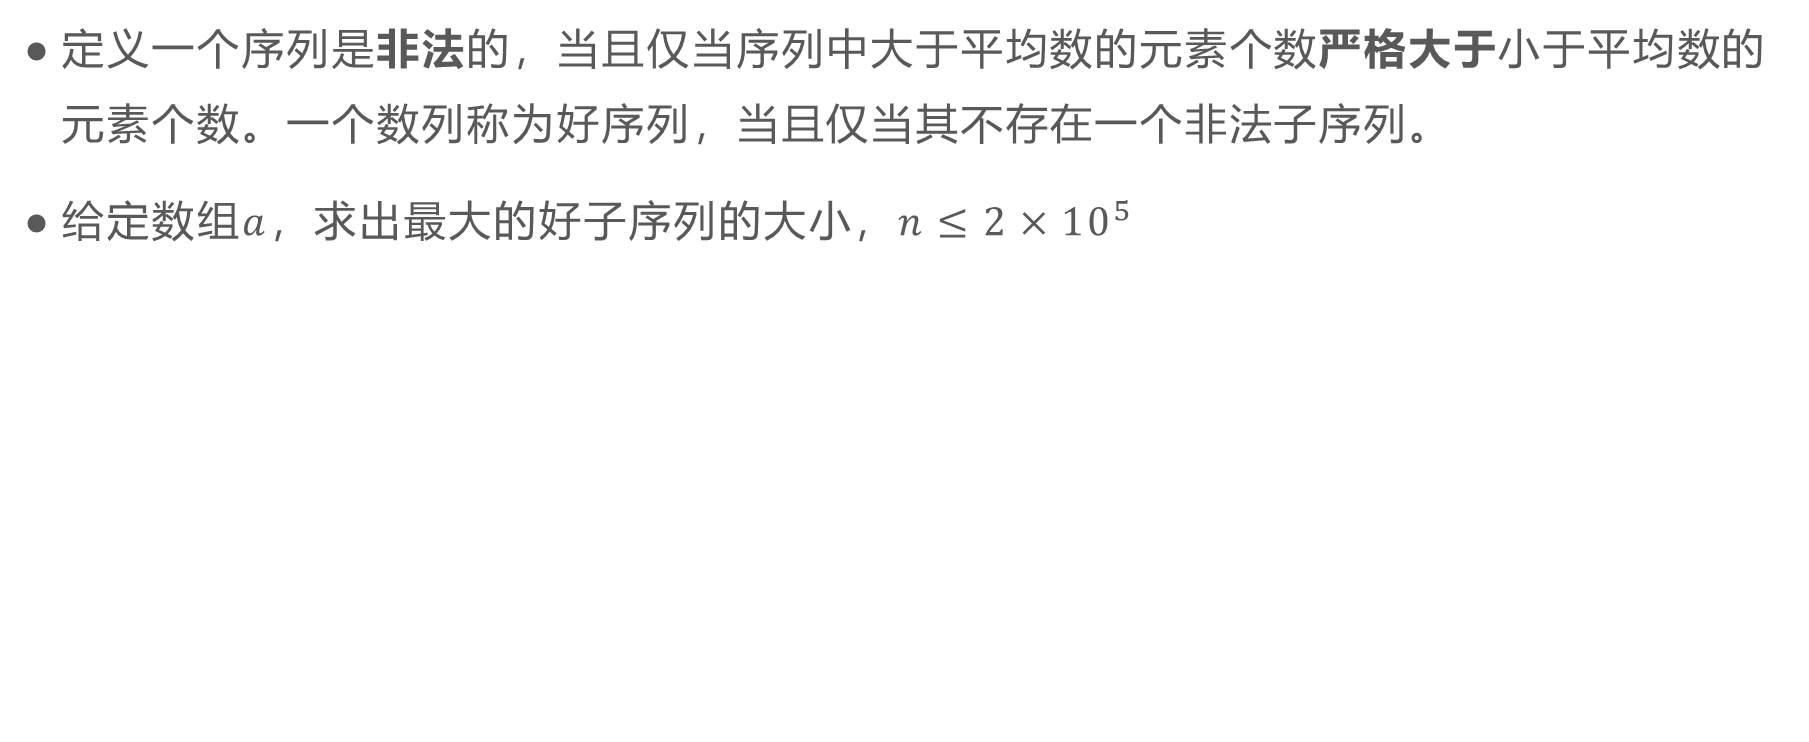 ● 定义一个序列是非法的，当且仅当序列中大于平均数的元素个数严格大于小于平均数的
元素个数。一个数列称为好序列，当且仅当其不存在一个非法子序列。
● 给定数组a，求出最大的好子序列的大小，n ≤ 2 × 10⁵